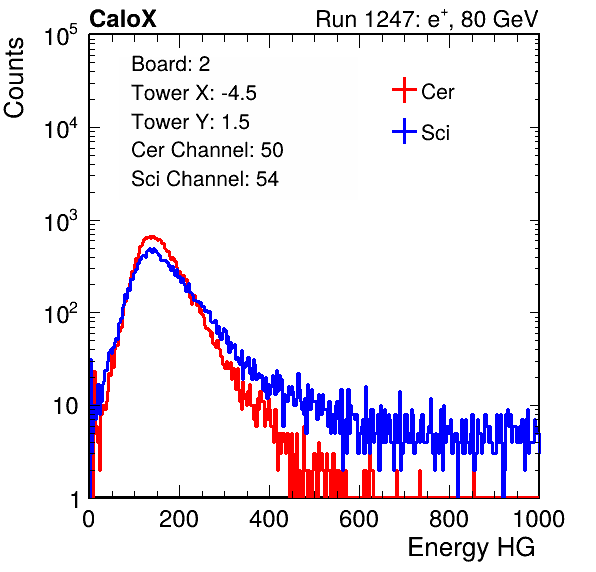 CaloX Run 1247: e⁺, 80 GeV
Counts
Board: 2
Tower X: -4.5
Tower Y: 1.5
Cer Channel: 50
Sci Channel: 54
Cer
Sci
10⁵
10⁴
10³
10²
10
1
0 200 400 600 800 1000
Energy HG